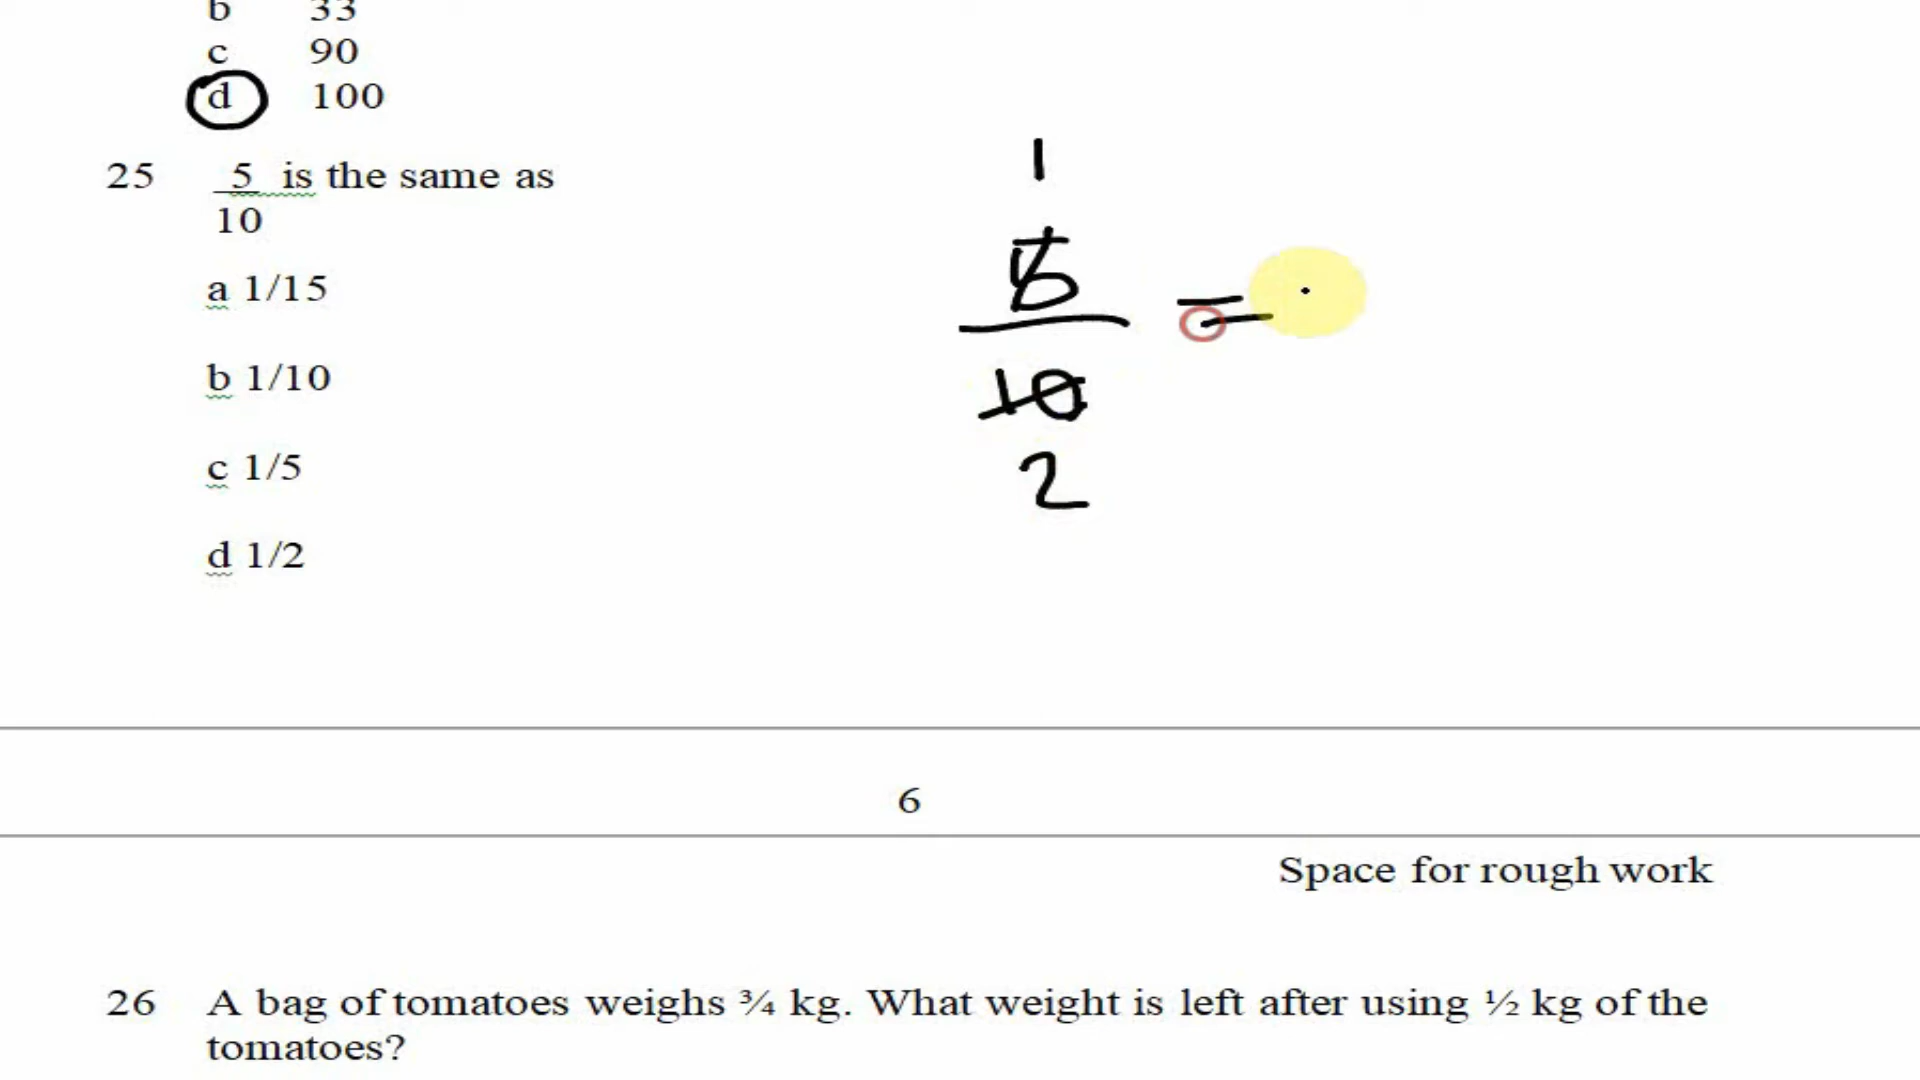 b 33
c 90
d 100
25 5 is the same as
10
a 1/15
b 1/10
c 1/5
d 1/2
1
5
=
10
2
6
Space for rough work
26 A bag of tomatoes weighs ¾ kg. What weight is left after using ½ kg of the
tomatoes?